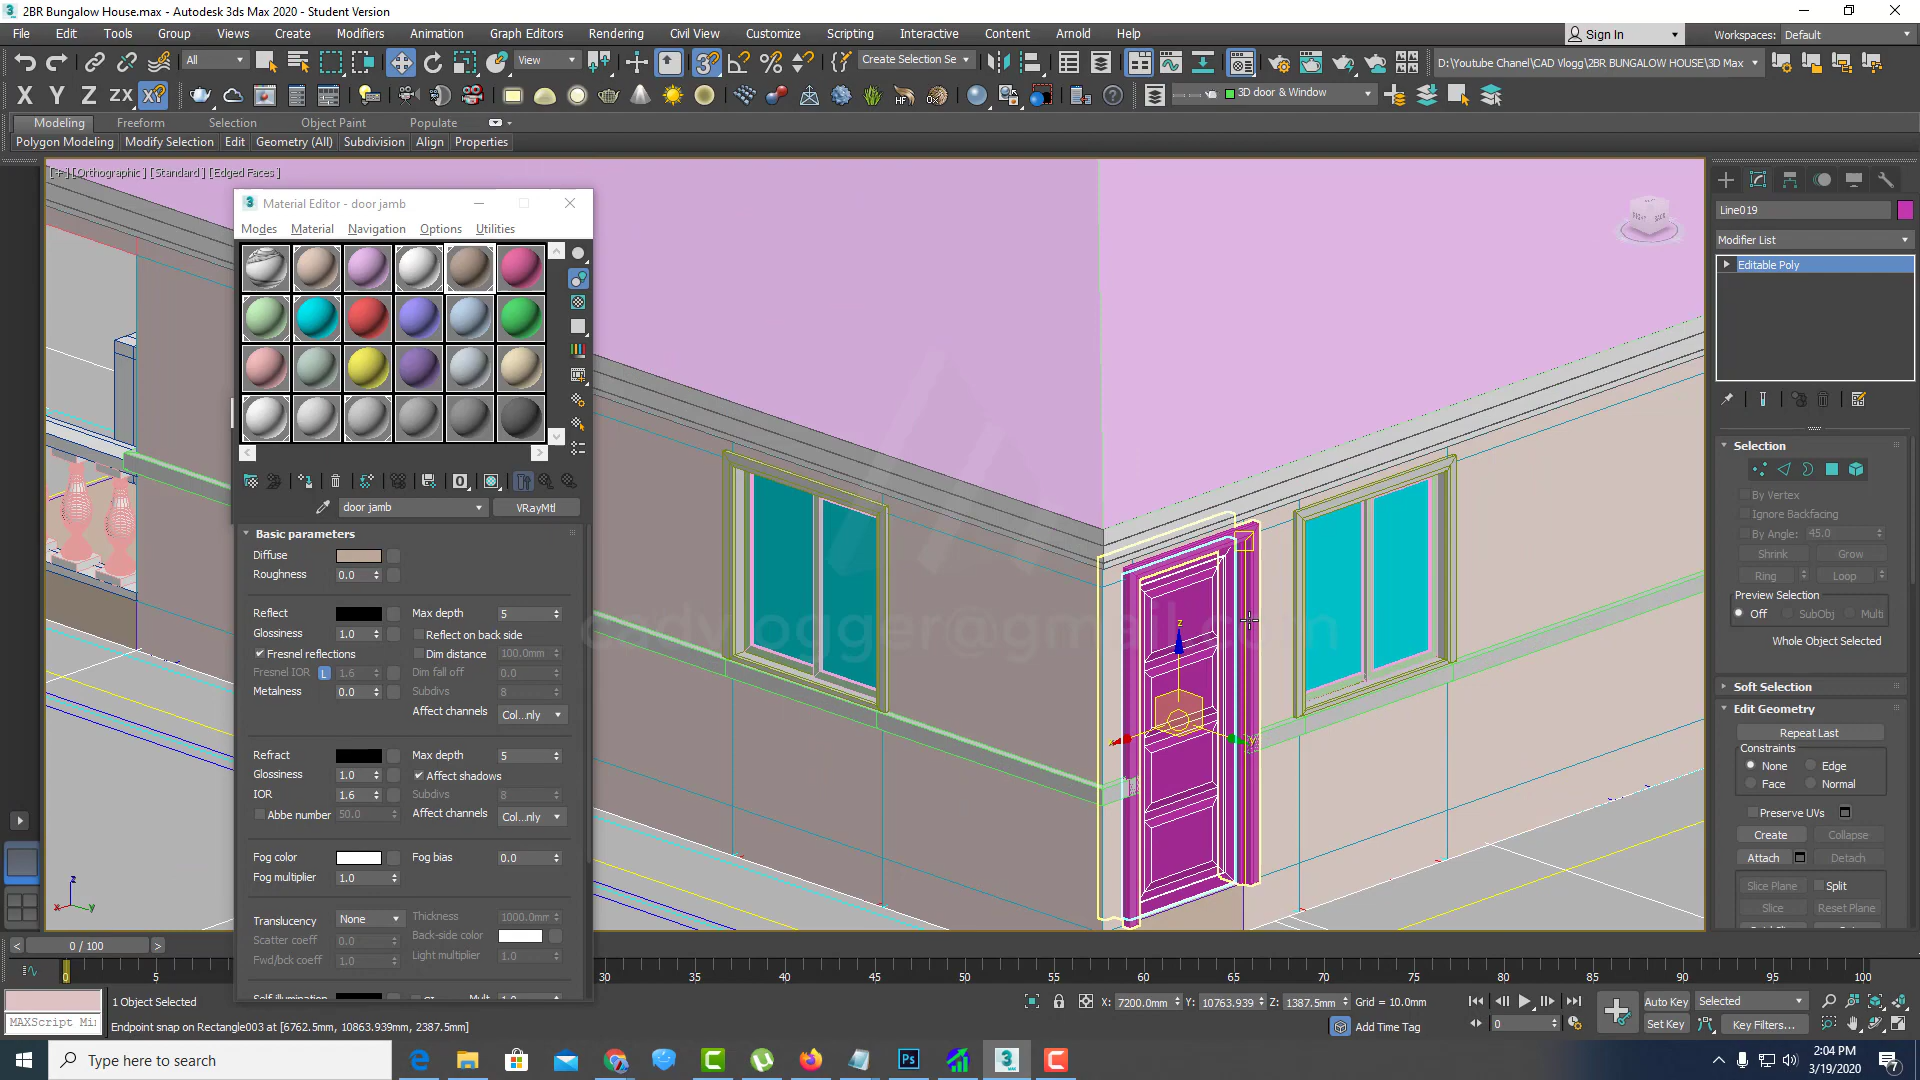 2BR Bungalow House.max - Autodesk 3ds Max 2020 - Student Version
File Edit Tools Group Views Create Modifiers Animation Graph Editors Rendering Civil View Customize Scripting Interactive Content Arnold Help
Sign In
Workspaces: Default
All
View
Create Selection Se
D:\Youtube Chanel\CAD Vlogg\2BR BUNGALOW HOUSE\3D Max
X Y Z ZX XY
HF
3D door & Window
Modeling Freeform Selection Object Paint Populate
Polygon Modeling Modify Selection Edit Geometry (All) Subdivision Align Properties
[+] [Orthographic] [Standard] [Edged Faces]
Material Editor - door jamb
Modes Material Navigation Options Utilities
door jamb
VRayMtl
Basic parameters
Diffuse
Roughness 0.0
Reflect
Max depth 5
Glossiness 1.0
Reflect on back side
Fresnel reflections
Dim distance 100.0mm
Fresnel IOR L 1.6
Dim fall off 0.0
Metalness 0.0
Subdivs 8
Affect channels Col...nly
Refract
Max depth 5
Glossiness 1.0
Affect shadows
IOR 1.6
Subdivs 8
Abbe number 50.0
Affect channels Col...nly
Fog color
Fog bias 0.0
Fog multiplier 1.0
Translucency None
Thickness 1000.0mm
Scatter coeff 0.0
Back-side color
Fwd/bck coeff 1.0
Light multiplier 1.0
cadvlogger@gmail.com
z
x
y
RIGHT
BACK
Line019
Modifier List
Editable Poly
Selection
By Vertex
Ignore Backfacing
By Angle: 45.0
Shrink Grow
Ring Loop
Preview Selection
Off SubObj Multi
Whole Object Selected
Soft Selection
Edit Geometry
Repeat Last
Constraints
None Edge
Face Normal
Preserve UVs
Create Collapse
Attach Detach
Slice Plane Split
Slice Reset Plane
z
x y
0 / 100
0 5 30 35 40 45 50 55 60 65 70 75 80 85 90 95 100
1 Object Selected
MAXScript Mi
Endpoint snap on Rectangle003 at [6762.5mm, 10863.939mm, 2387.5mm]
X: 7200.0mm Y: 10763.939 Z: 1387.5mm Grid = 10.0mm
Add Time Tag
0
Auto Key Selected
Set Key Key Filters...
Type here to search
Ps
3
MAX
2:04 PM
3/19/2020
7